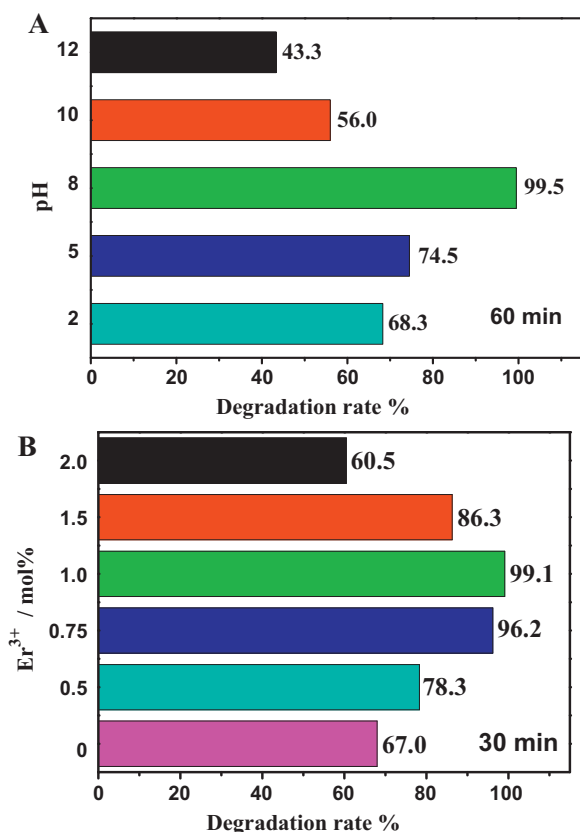 A
12
43.3
10
56.0
8
99.5
pH
5
74.5
2
68.3
60 min
0 20 40 60 80 100
Degradation rate %
B
2.0
60.5
1.5
86.3
1.0
99.1
Er³⁺ / mol%
0.75
96.2
0.5
78.3
0
67.0
30 min
0 20 40 60 80 100
Degradation rate %